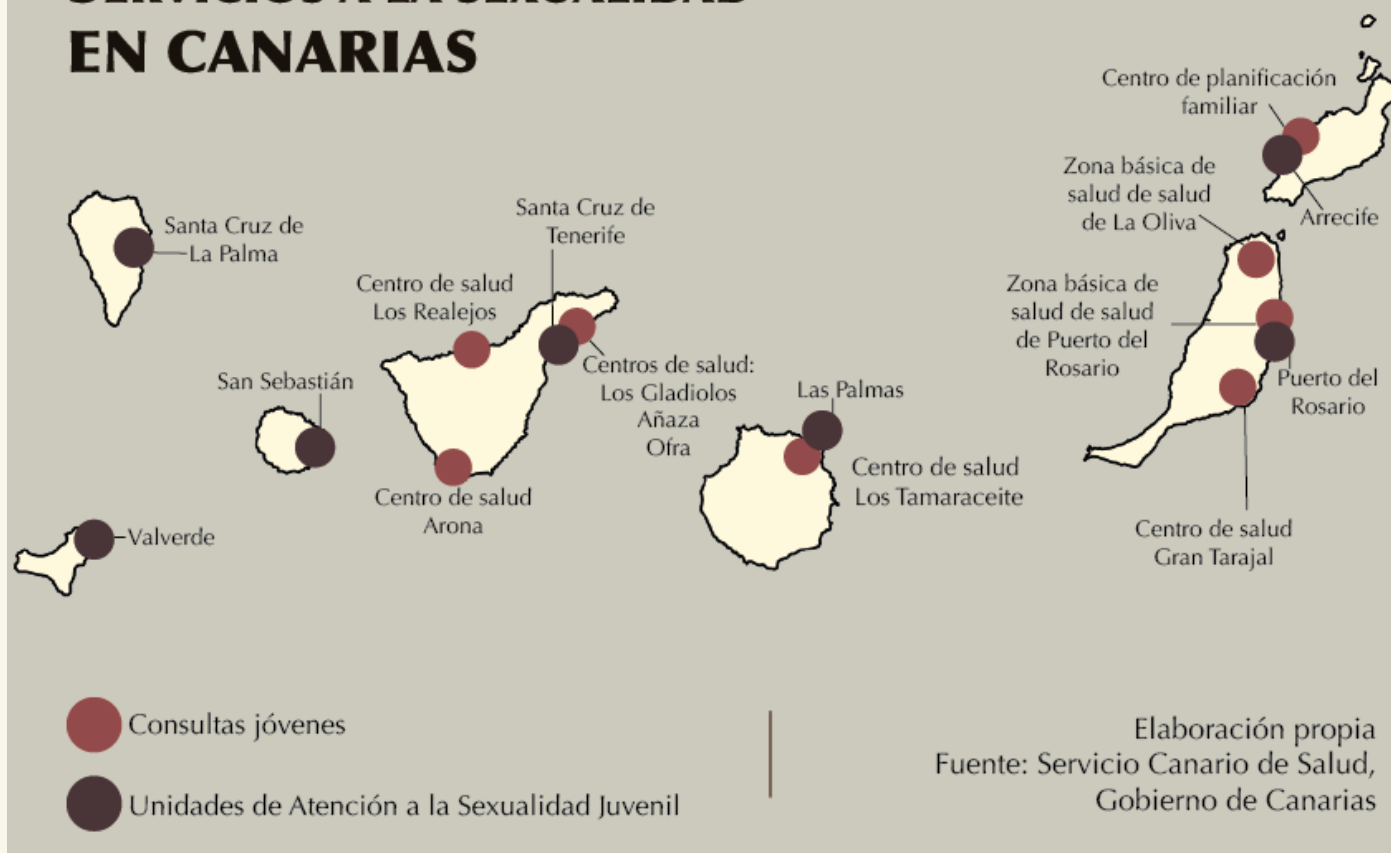 SERVICIOS A LA SEXUALIDAD
EN CANARIAS
Centro de planificación
familiar
Zona básica de
salud de salud
de La Oliva
Arrecife
Santa Cruz de
La Palma
Santa Cruz de
Tenerife
Centro de salud
Los Realejos
Zona básica de
salud de salud
de Puerto del
Rosario
Centros de salud:
Los Gladiolos
Añaza
Ofra
San Sebastián
Las Palmas
Puerto del
Rosario
Centro de salud
Los Tamaraceite
Centro de salud
Arona
Valverde
Centro de salud
Gran Tarajal
Consultas jóvenes
Unidades de Atención a la Sexualidad Juvenil
Elaboración propia
Fuente: Servicio Canario de Salud,
Gobierno de Canarias